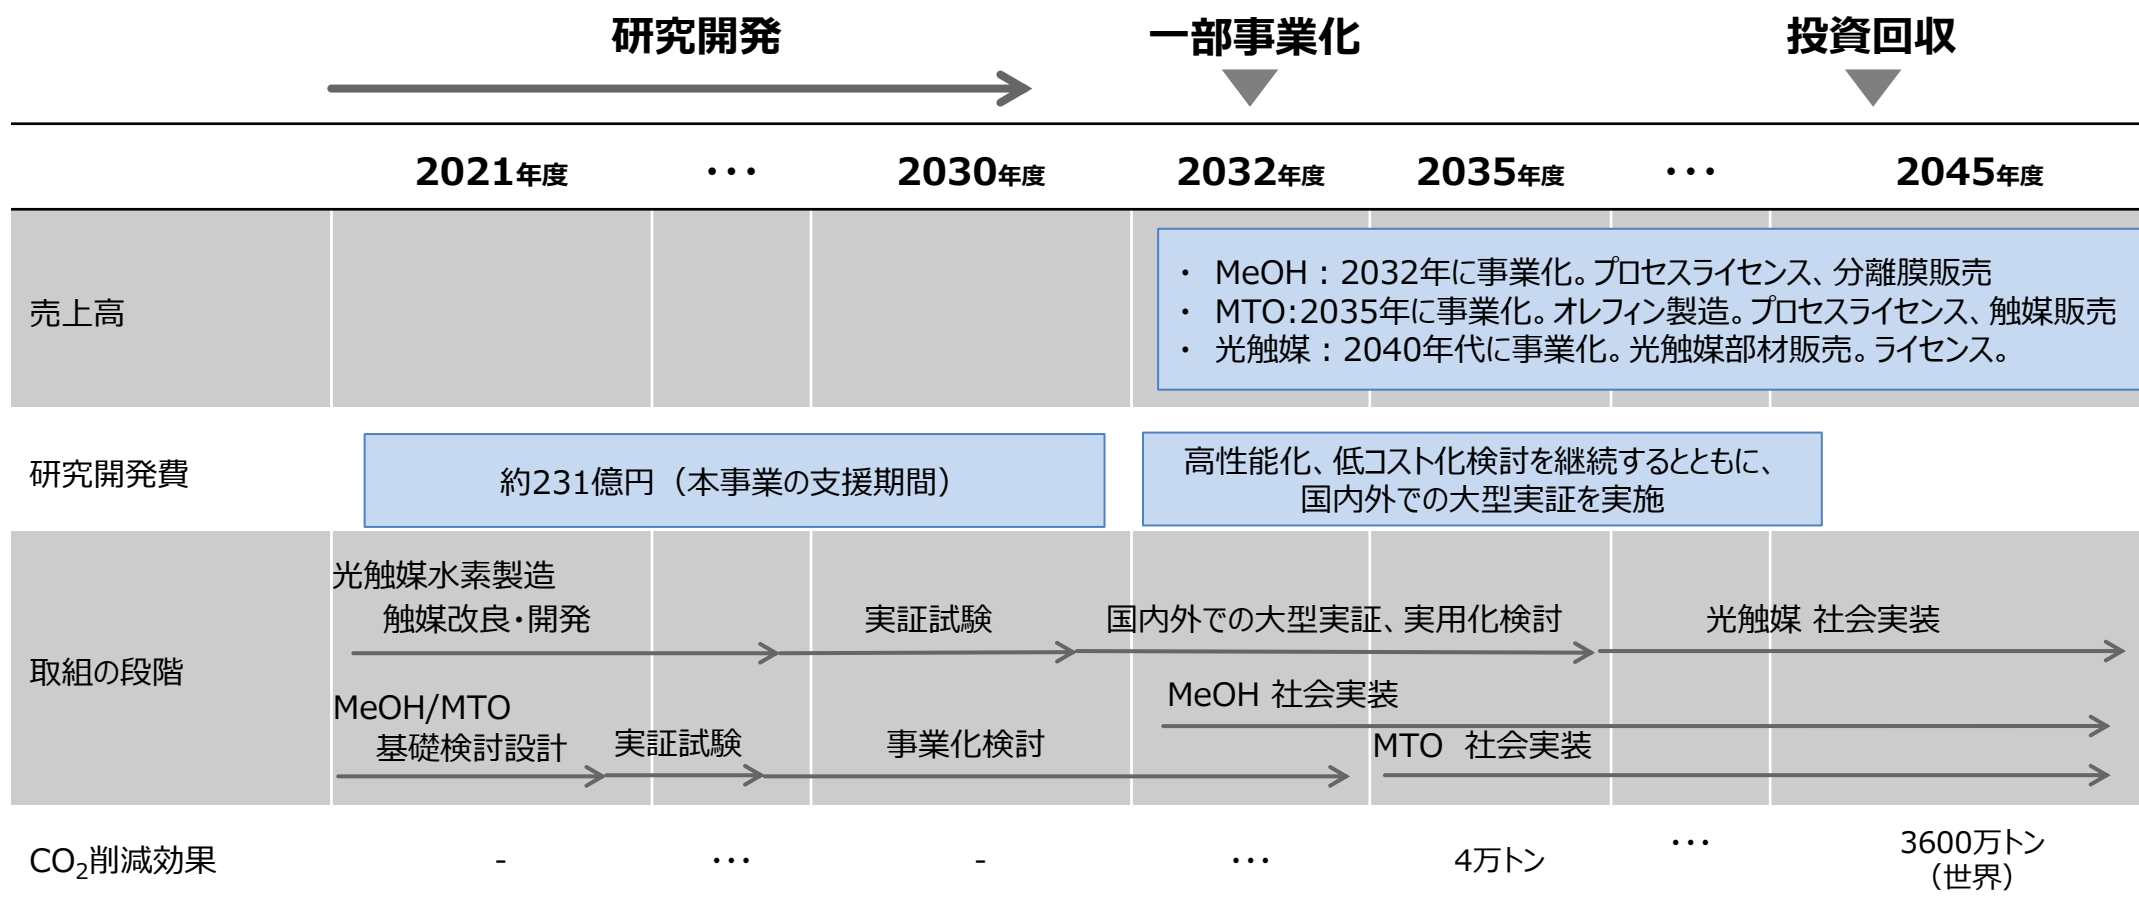 研究開発
一部事業化
投資回収
2021年度
･･･
2030年度
2032年度
2035年度
･･･
2045年度
売上高
・ MeOH：2032年に事業化。プロセスライセンス、分離膜販売
・ MTO:2035年に事業化。オレフィン製造。プロセスライセンス、触媒販売
・ 光触媒：2040年代に事業化。光触媒部材販売。ライセンス。
研究開発費
約231億円（本事業の支援期間）
高性能化、低コスト化検討を継続するとともに、
国内外での大型実証を実施
取組の段階
光触媒水素製造
触媒改良・開発
実証試験
国内外での大型実証、実用化検討
光触媒 社会実装
MeOH/MTO
基礎検討設計
実証試験
事業化検討
MeOH 社会実装
MTO 社会実装
CO2削減効果
-
･･･
-
･･･
4万トン
･･･
3600万トン
（世界）